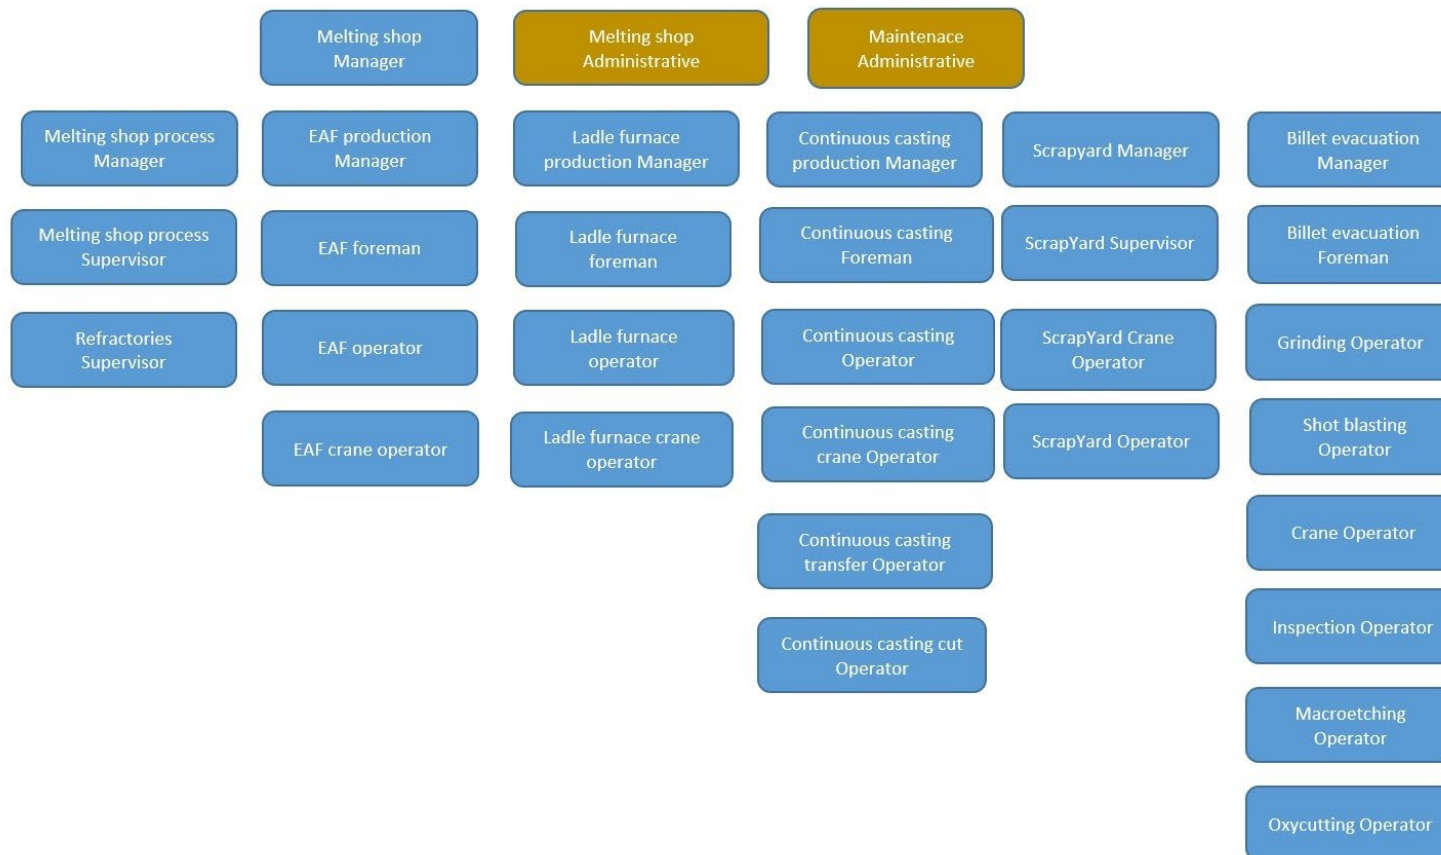 Melting shop
Manager
Melting shop
Administrative
Maintenace
Administrative
Melting shop process
Manager
EAF production
Manager
Ladle furnace
production Manager
Continuous casting
production Manager
Scrapyard Manager
Billet evacuation
Manager
Melting shop process
Supervisor
EAF foreman
Ladle furnace
foreman
Continuous casting
Foreman
ScrapYard Supervisor
Billet evacuation
Foreman
Refractories
Supervisor
EAF operator
Ladle furnace
operator
Continuous casting
Operator
ScrapYard Crane
Operator
Grinding Operator
EAF crane operator
Ladle furnace crane
operator
Continuous casting
crane Operator
ScrapYard Operator
Shot blasting
Operator
Continuous casting
transfer Operator
Crane Operator
Continuous casting cut
Operator
Inspection Operator
Macroetching
Operator
Oxycutting Operator